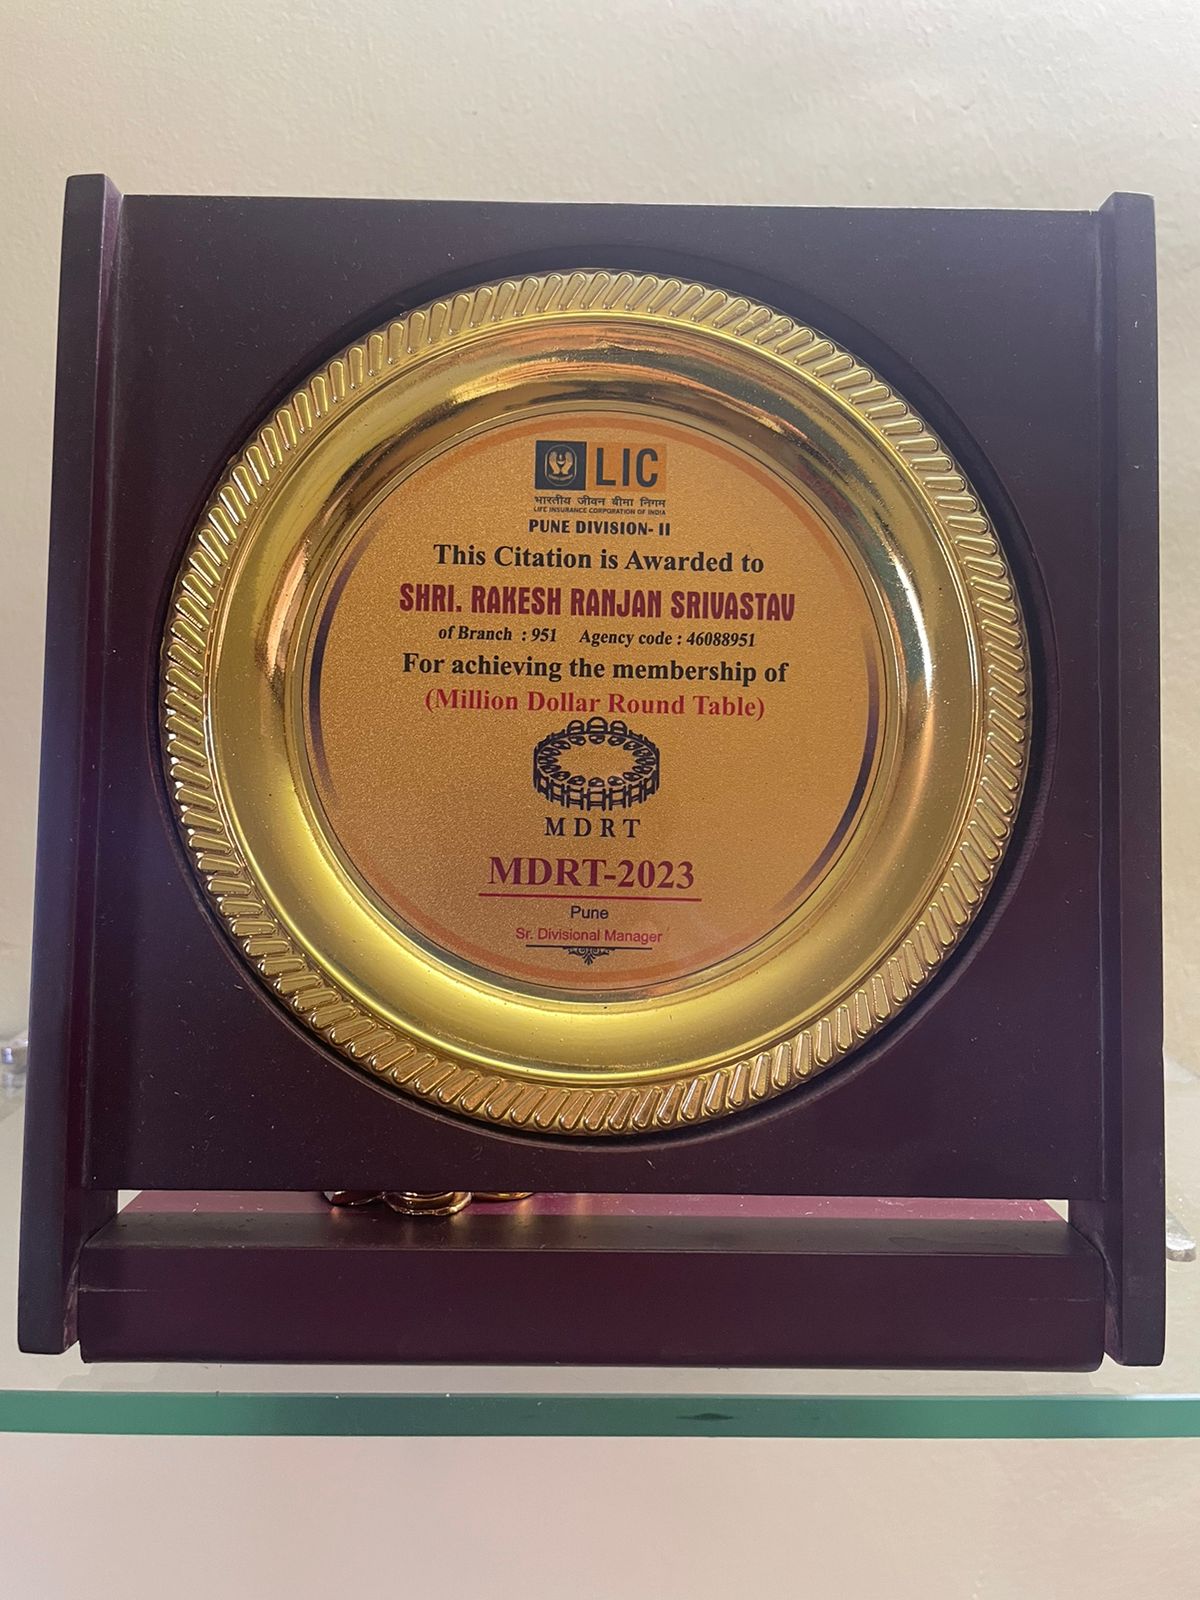 LIC
भारतीय जीवन बीमा निगम
LIFE INSURANCE CORPORATION OF INDIA
PUNE DIVISION- II
This Citation is Awarded to
SHRI. RAKESH RANJAN SRIVASTAV
of Branch : 951 Agency code : 46088951
For achieving the membership of
(Million Dollar Round Table)
MDRT
MDRT-2023
Pune
Sr. Divisional Manager